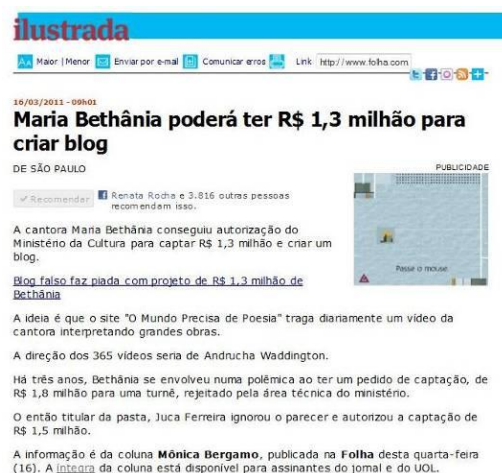 ilustrada
AA Maior | Menor Enviar por e-mail Comunicar erros Link http://www.folha.com
16/03/2011 - 09h01
Maria Bethânia poderá ter R$ 1,3 milhão para
criar blog
DE SÃO PAULO
PUBLICIDADE
Recomendar Renata Rocha e 3.816 outras pessoas
recomendam isso.
Passe o mouse
A cantora Maria Bethânia conseguiu autorização do
Ministério da Cultura para captar R$ 1,3 milhão e criar um
blog.
Blog falso faz piada com projeto de R$ 1,3 milhão de
Bethânia
A ideia é que o site "O Mundo Precisa de Poesia" traga diariamente um vídeo da
cantora interpretando grandes obras.
A direção dos 365 vídeos seria de Andrucha Waddington.
Há três anos, Bethânia se envolveu numa polêmica ao ter um pedido de captação, de
R$ 1,8 milhão para uma turnê, rejeitado pela área técnica do ministério.
O então titular da pasta, Juca Ferreira ignorou o parecer e autorizou a captação de
R$ 1,5 milhão.
A informação é da coluna Mônica Bergamo, publicada na Folha desta quarta-feira
(16). A íntegra da coluna está disponível para assinantes do jornal e do UOL.